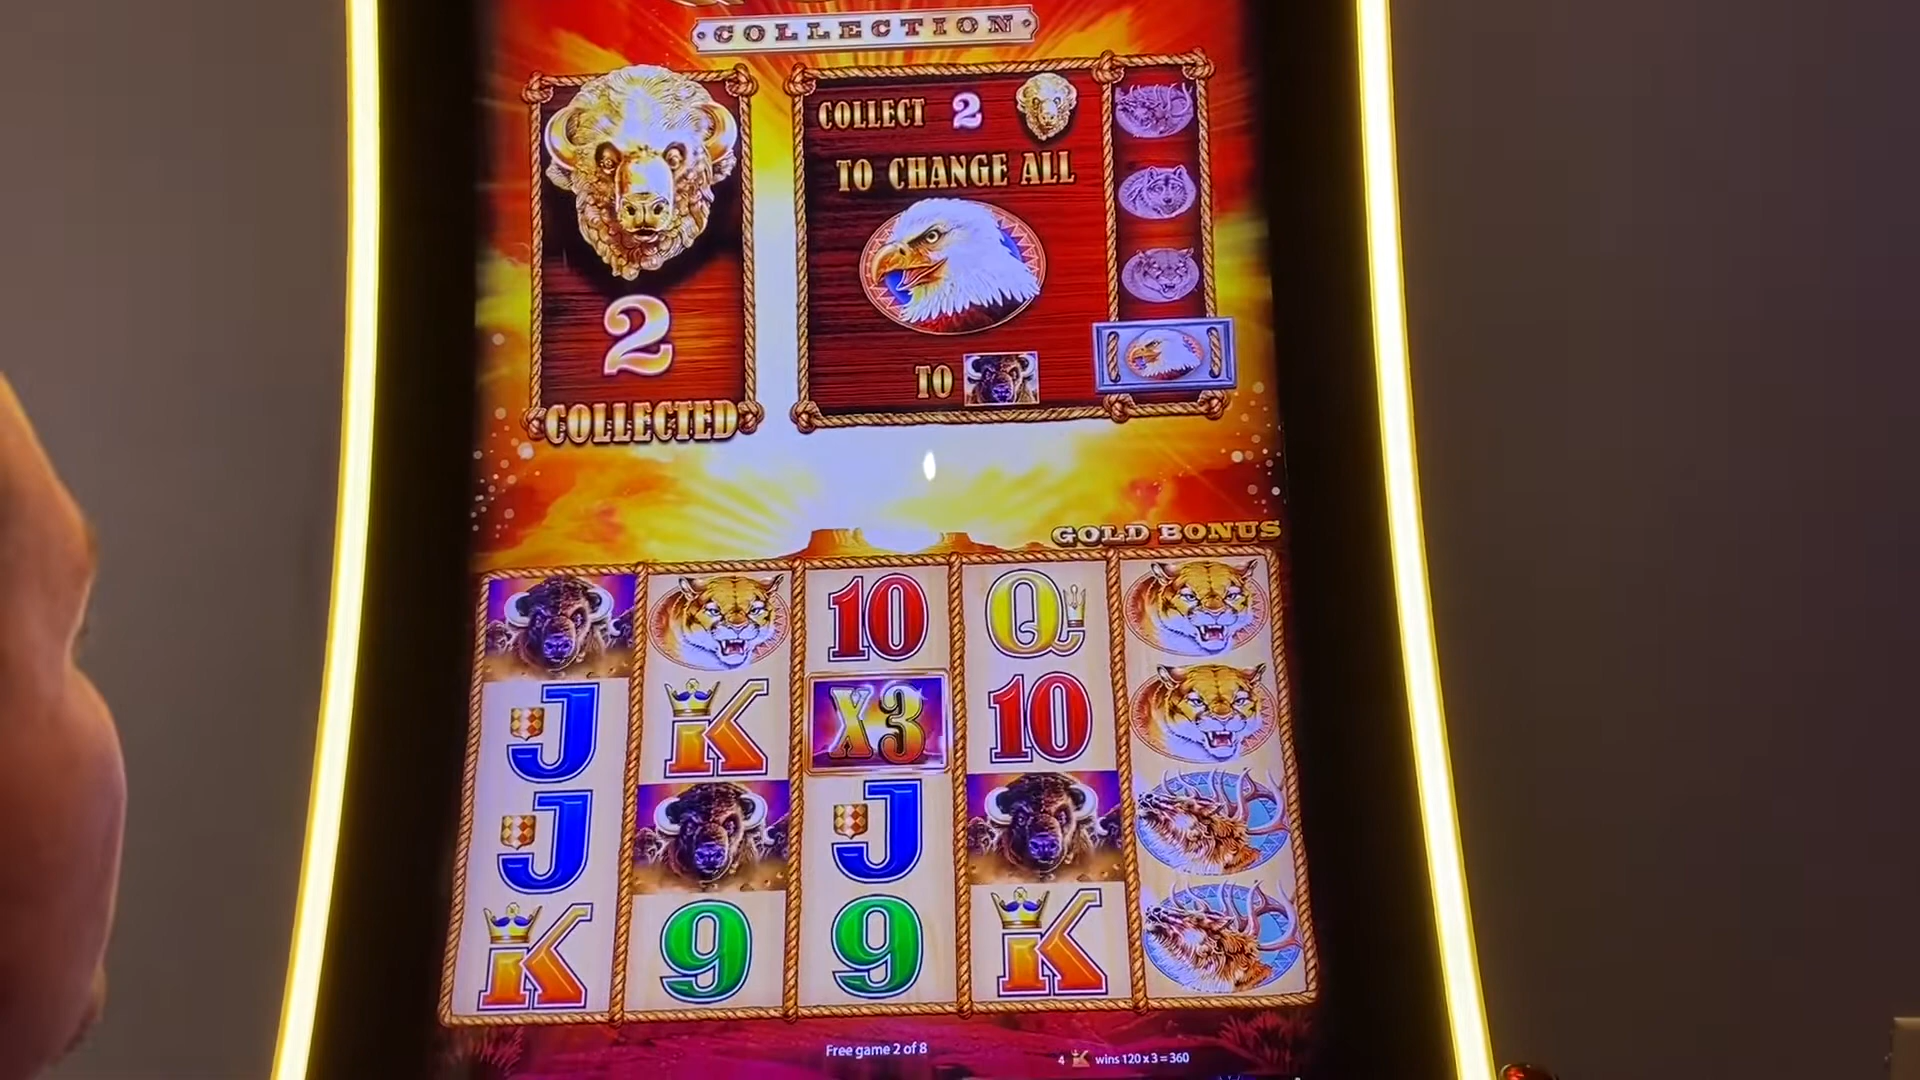 COLLECTION
COLLECT 2
TO CHANGE ALL
TO
2
COLLECTED
GOLD BONUS
10 Q
J K X3 10
J J
K 9 9 K
Free game 2 of 8
4 K wins 120 x 3 = 360